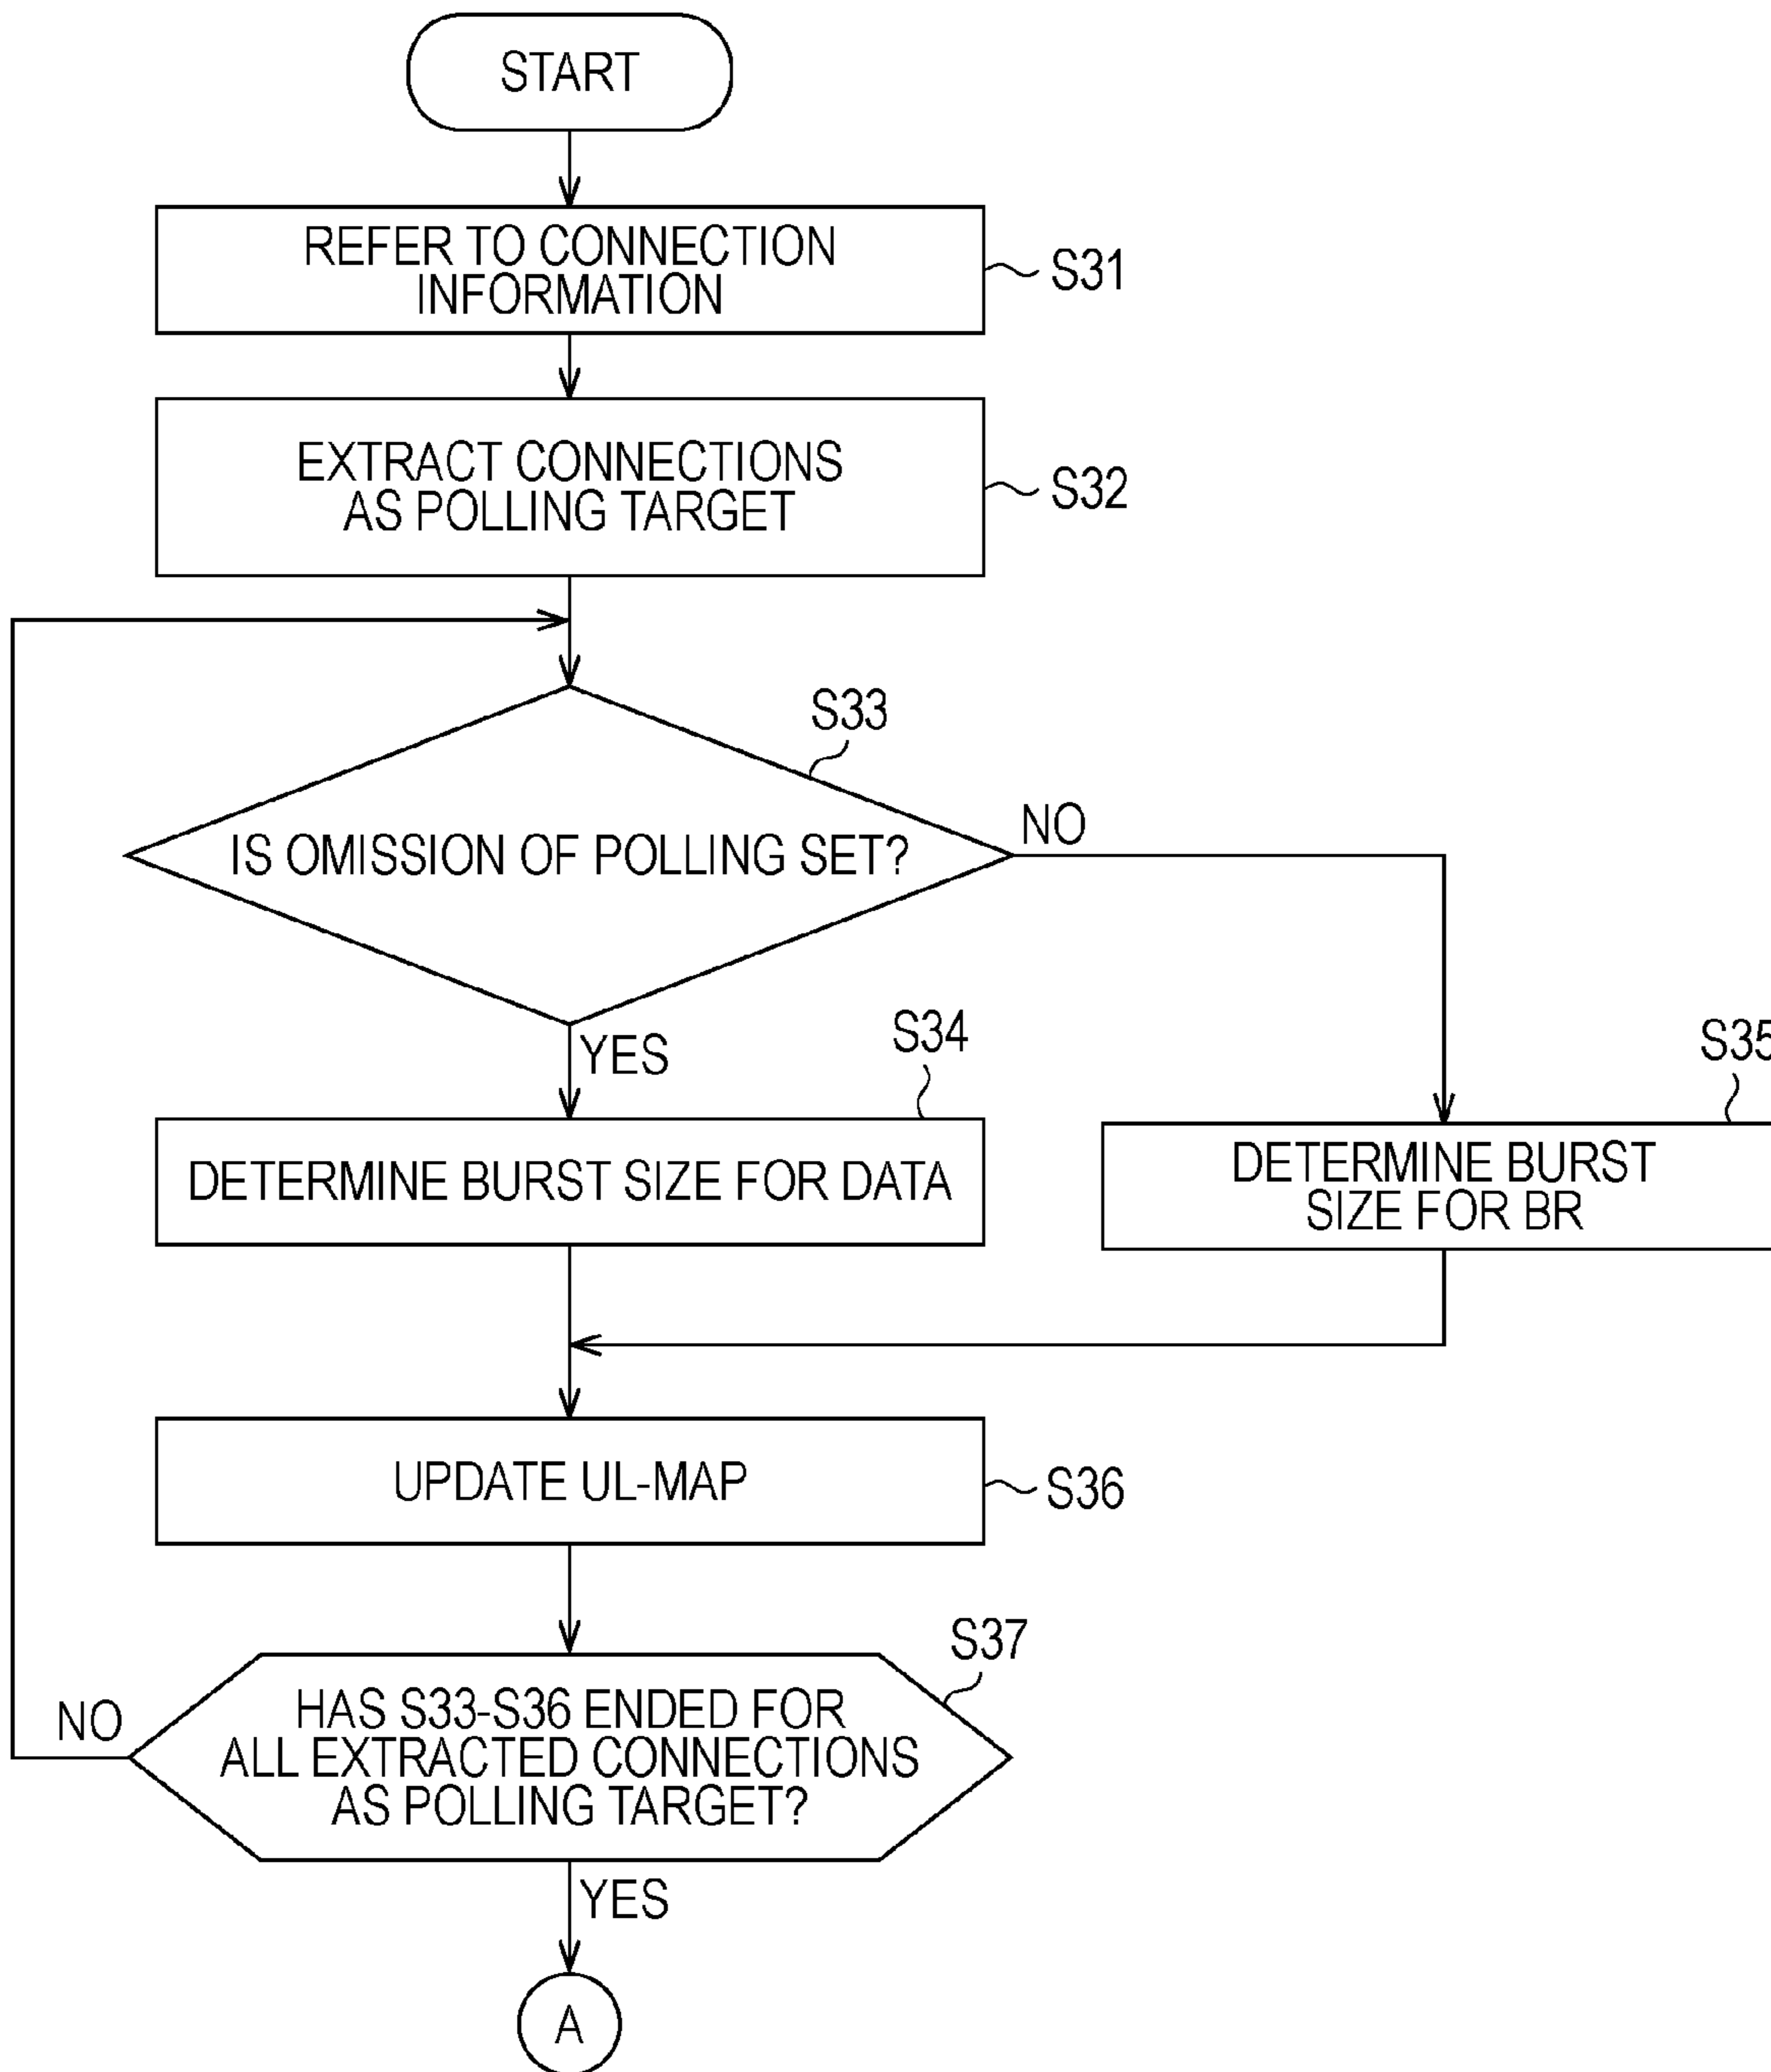 START
REFER TO CONNECTION
INFORMATION
S31
EXTRACT CONNECTIONS
AS POLLING TARGET
S32
S33
IS OMISSION OF POLLING SET?
NO
YES
S34
S35
DETERMINE BURST SIZE FOR DATA
DETERMINE BURST
SIZE FOR BR
UPDATE UL-MAP
S36
S37
NO
HAS S33-S36 ENDED FOR
ALL EXTRACTED CONNECTIONS
AS POLLING TARGET?
YES
A